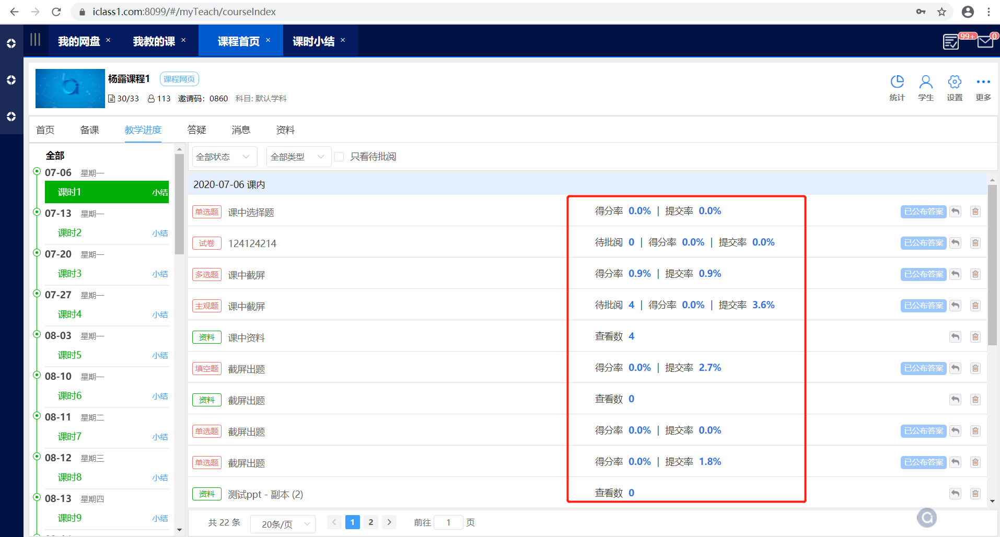 iclass1.com:8099/#/myTeach/courseIndex
我的网盘 × 我教的课 × 课程首页 × 课时小结 ×
99+ 0
杨露课程1 课程网页
30/33 113 邀请码：0860 科目: 默认学科
统计 学生 设置 更多
首页 备课 教学进度 答疑 消息 资料
全部
07-06 星期一
课时1 小结
07-13 星期一
课时2 小结
07-20 星期一
课时3 小结
07-27 星期一
课时4 小结
08-03 星期一
课时5 小结
08-10 星期一
课时6 小结
08-11 星期二
课时7 小结
08-12 星期三
课时8 小结
08-13 星期四
课时9 小结
全部状态 全部类型 只看待批阅
2020-07-06 课内
单选题 课中选择题 得分率 0.0% | 提交率 0.0% 已公布答案
试卷 124124214 待批阅 0 | 得分率 0.0% | 提交率 0.0% 已公布答案
多选题 课中截屏 得分率 0.9% | 提交率 0.9% 已公布答案
主观题 课中截屏 待批阅 4 | 得分率 0.0% | 提交率 3.6% 已公布答案
资料 课中资料 查看数 4
填空题 截屏出题 得分率 0.0% | 提交率 2.7% 已公布答案
资料 截屏出题 查看数 0
单选题 截屏出题 得分率 0.0% | 提交率 0.0% 已公布答案
单选题 截屏出题 得分率 0.0% | 提交率 1.8% 已公布答案
资料 测试ppt - 副本 (2) 查看数 0
共 22 条 20条/页 1 2 前往 1 页